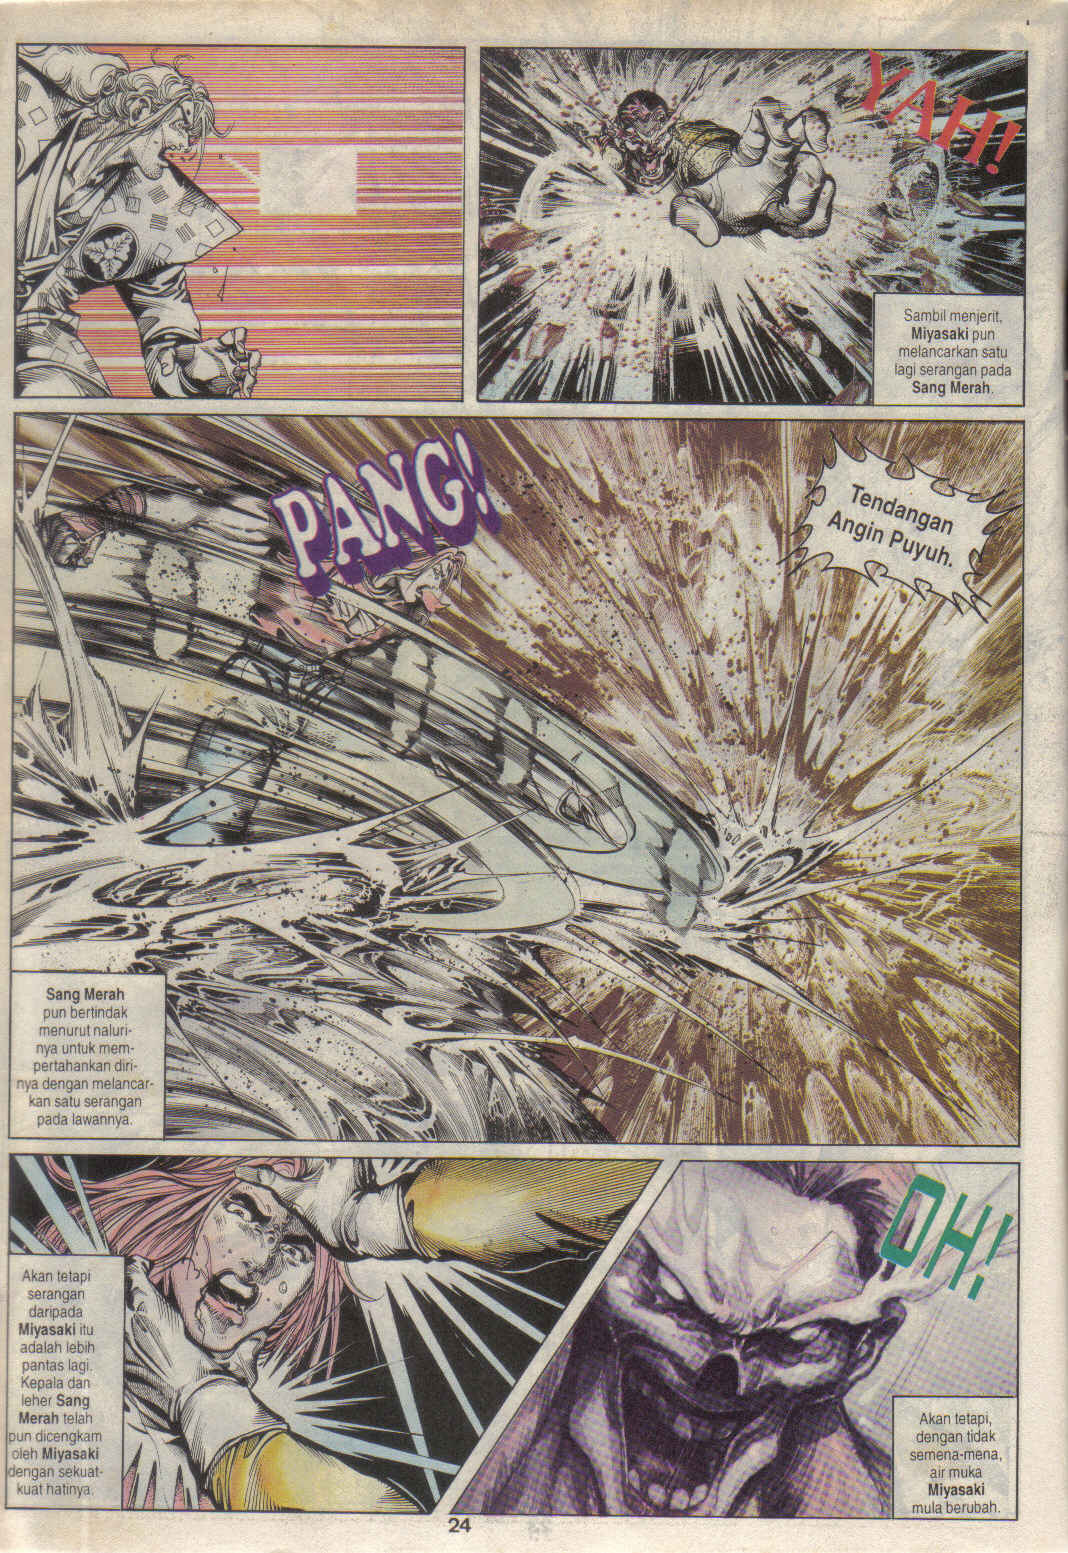 YAH!
Sambil menjerit,
Miyasaki pun
melancarkan satu
lagi serangan pada
Sang Merah.
PANG!
Tendangan
Angin Puyuh.
Sang Merah
pun bertindak
menurut naluri-
nya untuk mem-
pertahankan diri-
nya dengan melancar-
kan satu serangan
pada lawannya.
Akan tetapi
serangan
daripada
Miyasaki itu
adalah lebih
pantas lagi.
Kepala dan
leher Sang
Merah telah
pun dicengkam
oleh Miyasaki
dengan sekuat-
kuat hatinya.
OH!
Akan tetapi,
dengan tidak
semena-mena,
air muka
Miyasaki
mula berubah.
24